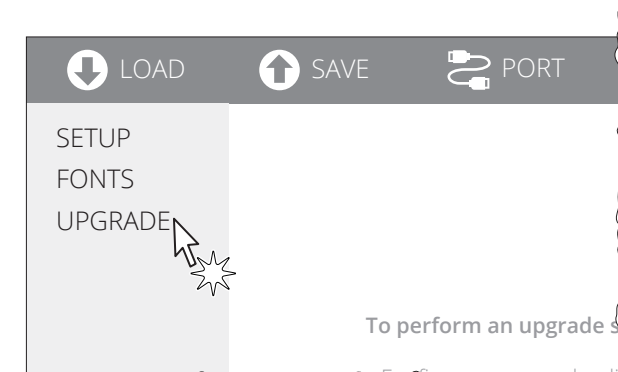 LOAD SAVE PORT
SETUP
FONTS
UPGRADE
To perform an upgrade